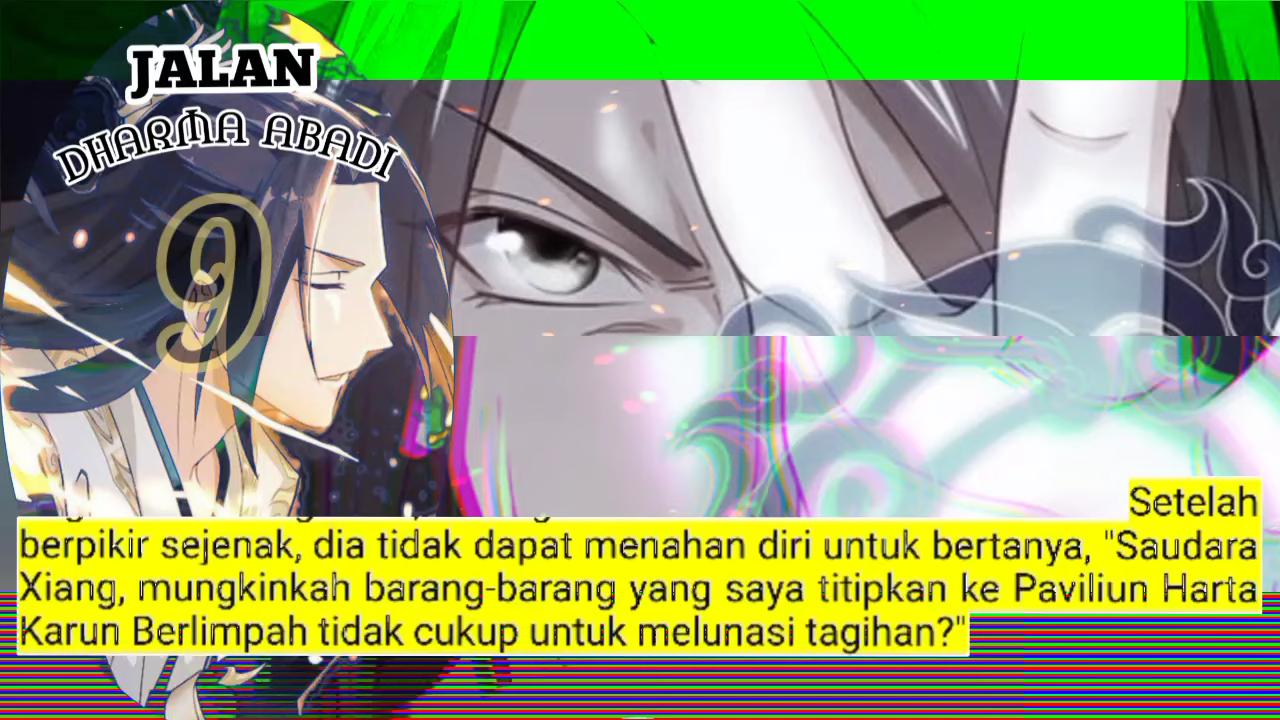 JALAN
DHARMA ABADI
9
Setelah
berpikir sejenak, dia tidak dapat menahan diri untuk bertanya, "Saudara
Xiang, mungkinkah barang-barang yang saya titipkan ke Paviliun Harta
Karun Berlimpah tidak cukup untuk melunasi tagihan?"